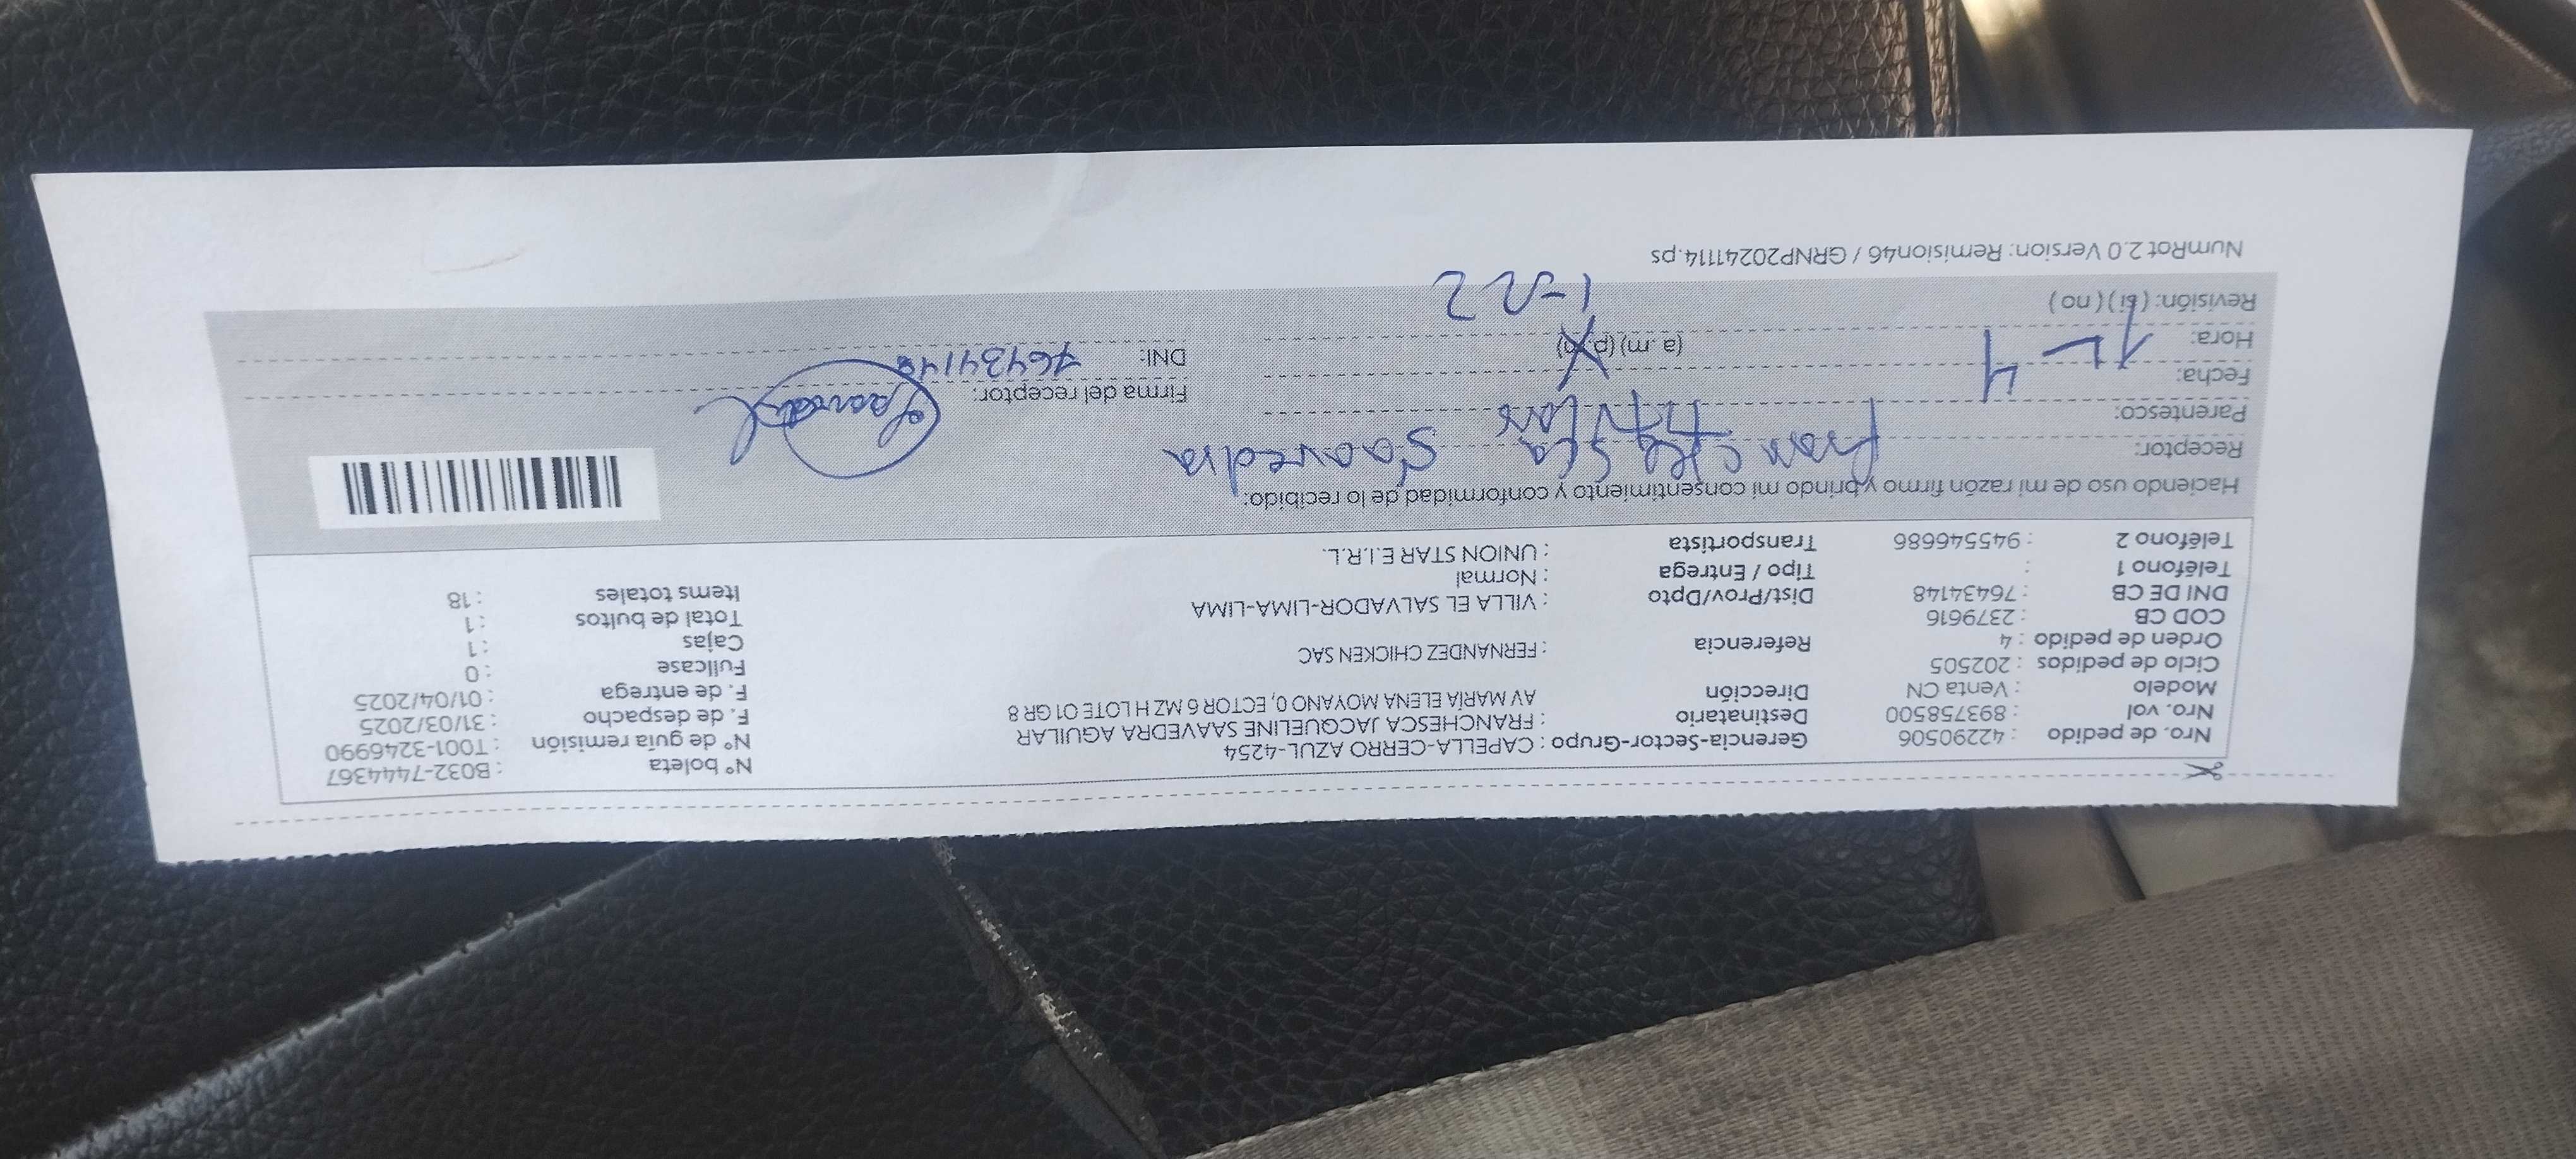 Nro. de pedido : 42290506 Gerencia-Sector-Grupo : CAPELLA-CERRO AZUL-4254 N° boleta : B032-7444367
Nro. vol : 893758500 Destinatario : FRANCHESCA JACQUELINE SAAVEDRA AGUILAR N° de guía remisión : T001-3246990
Modelo : Venta CN Dirección AV MARÍA ELENA MOYANO 0, ECTOR 6 MZ H LOTE 01 GR 8 F. de despacho : 31/03/2025
Ciclo de pedidos : 202505 F. de entrega : 01/04/2025
Orden de pedido : 4 Referencia : FERNANDEZ CHICKEN SAC Fullcase : 0
COD CB : 2379616 Cajas : 1
DNI DE CB : 76434148 Dist/Prov/Dpto : VILLA EL SALVADOR-LIMA-LIMA Total de bultos : 1
Teléfono 1 : Tipo / Entrega : Normal Items totales : 18
Teléfono 2 : 945546686 Transportista : UNION STAR E.I.R.L.
Haciendo uso de mi razón firmo y brindo mi consentimiento y conformidad de lo recibido:
Receptor: Franchesca Saavedra
Parentesco: Titular
Fecha: 1-4 Firma del receptor:
Hora: (a.m) (p.m) DNI: 76434148
Revisión: (si) (no) 1-22
NumRot 2.0 Version: Remision46 / GRNP20241114.ps